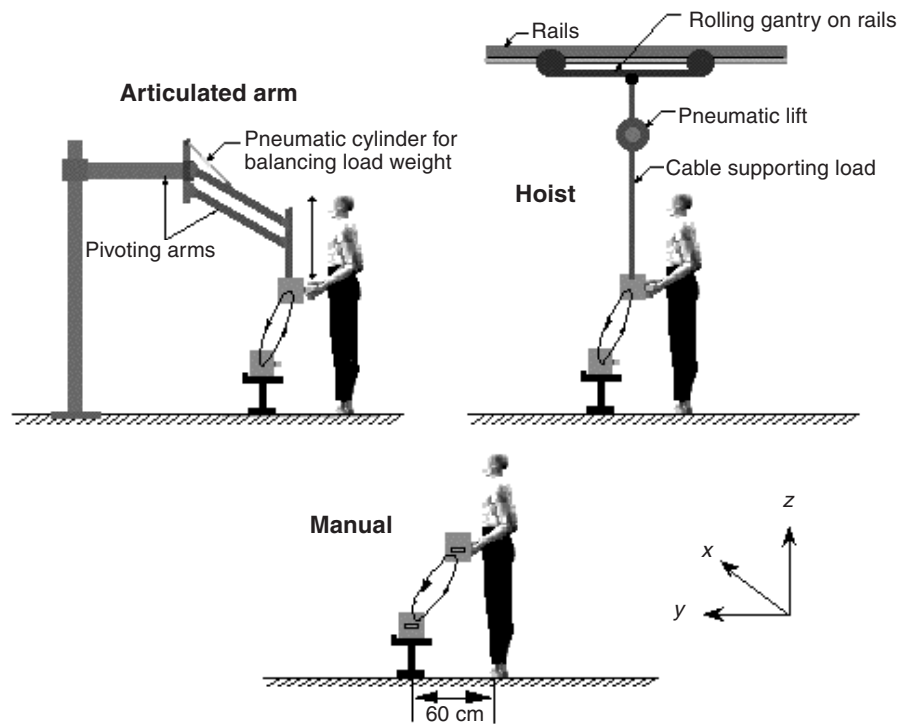 Rails
Rolling gantry on rails
Articulated arm
Pneumatic cylinder for
balancing load weight
Pneumatic lift
Cable supporting load
Hoist
Pivoting arms
Manual
z
x
y
60 cm